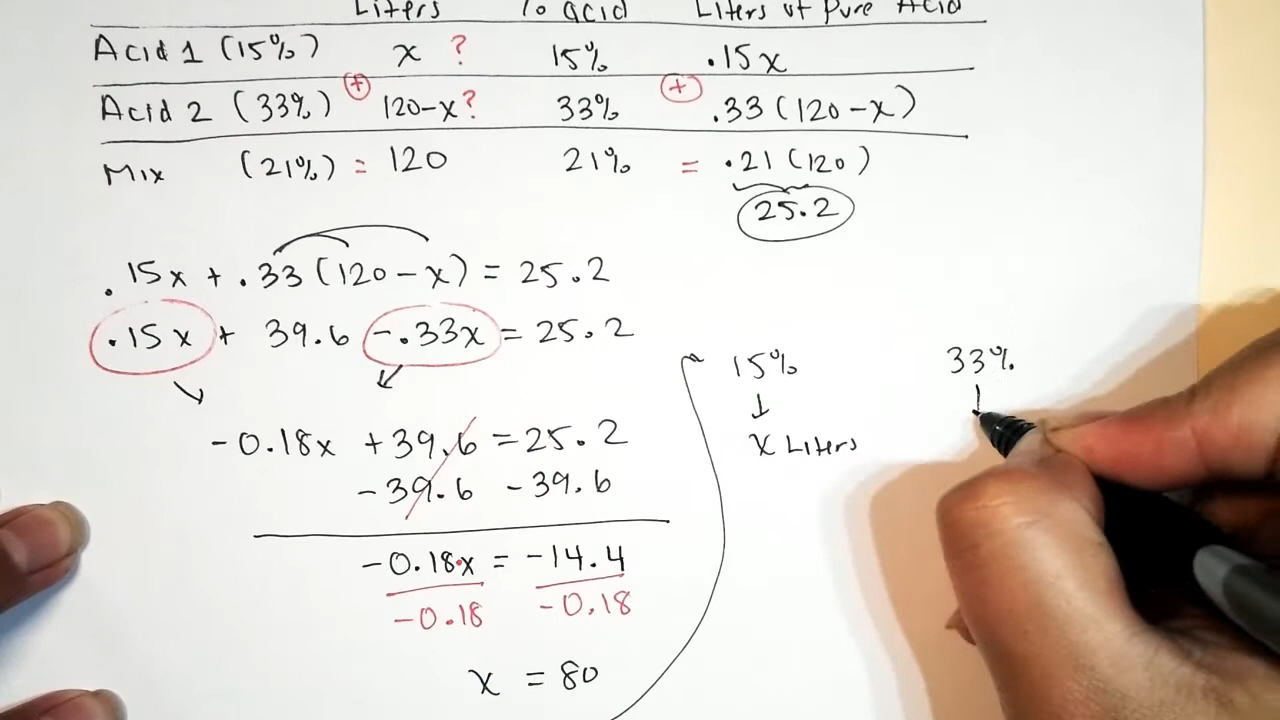 Liters % acid Liters of Pure Acid
Acid 1 (15%) x ? 15% .15x
+ +
Acid 2 (33%) 120-x? 33% .33(120-x)
Mix (21%) = 120 21% = .21(120)
25.2
.15x + .33(120-x) = 25.2
.15x + 39.6 -.33x = 25.2
-0.18x + 39.6 = 25.2
-39.6 -39.6
-0.18•x = -14.4
-0.18 -0.18
x = 80
15% 33%
↓
x Liters